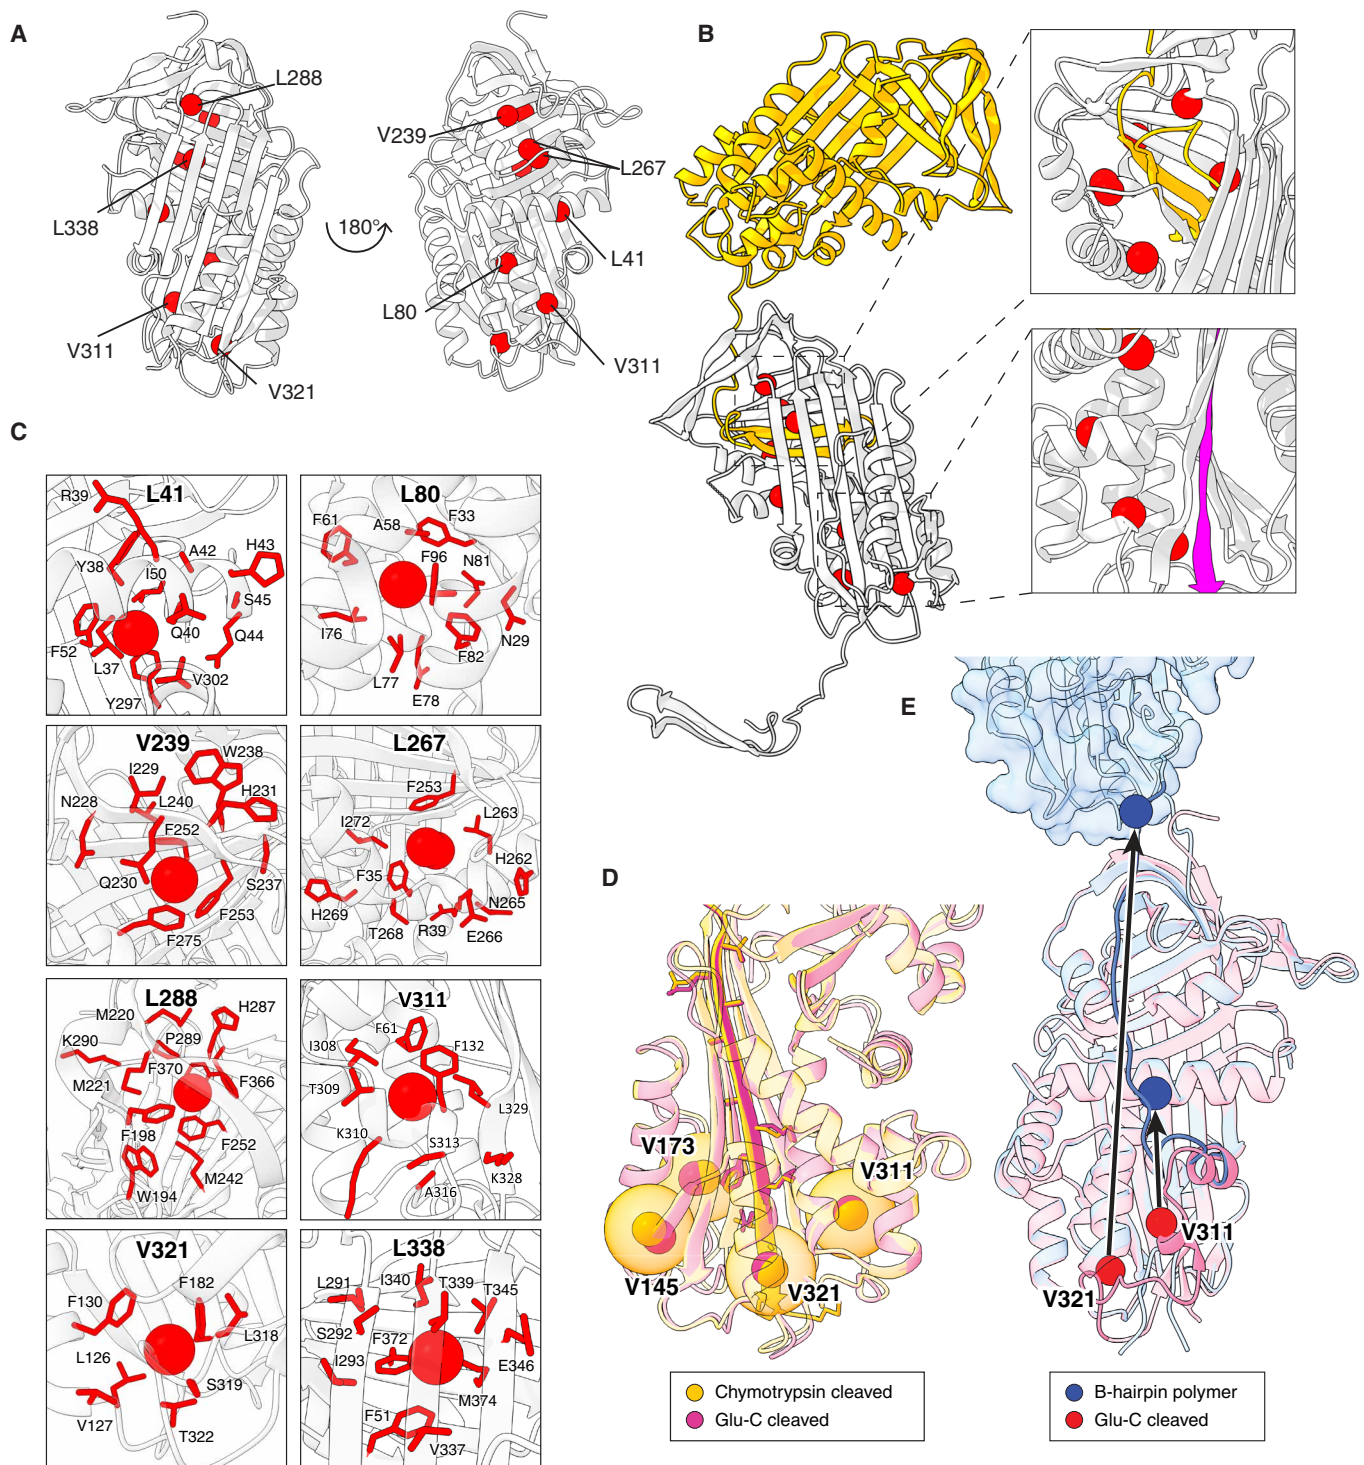 A
L288
L338
V311
V321
180°
V239
L267
L41
L80
V311
B
C
L41
R39
A42
H43
Y38
I50
S45
Q40
Q44
F52
L37
V302
Y297
L80
F61
A58
F33
F96
N81
I76
N29
F82
L77
E78
V239
W238
I229
N228
L240
H231
F252
Q230
S237
F253
F275
L267
F253
I272
L263
H262
F35
N265
H269
T268
R39
E266
L288
M220
H287
P289
K290
F370
M221
F366
F198
F252
M242
W194
V311
F61
I308
F132
T309
L329
K310
S313
K328
A316
V321
F182
F130
L318
L126
S319
V127
T322
L338
I340
T339
L291
T345
S292
F372
I293
E346
M374
F51
V337
D
V173
V311
V145
V321
Chymotrypsin cleaved
Glu-C cleaved
E
V311
V321
B-hairpin polymer
Glu-C cleaved